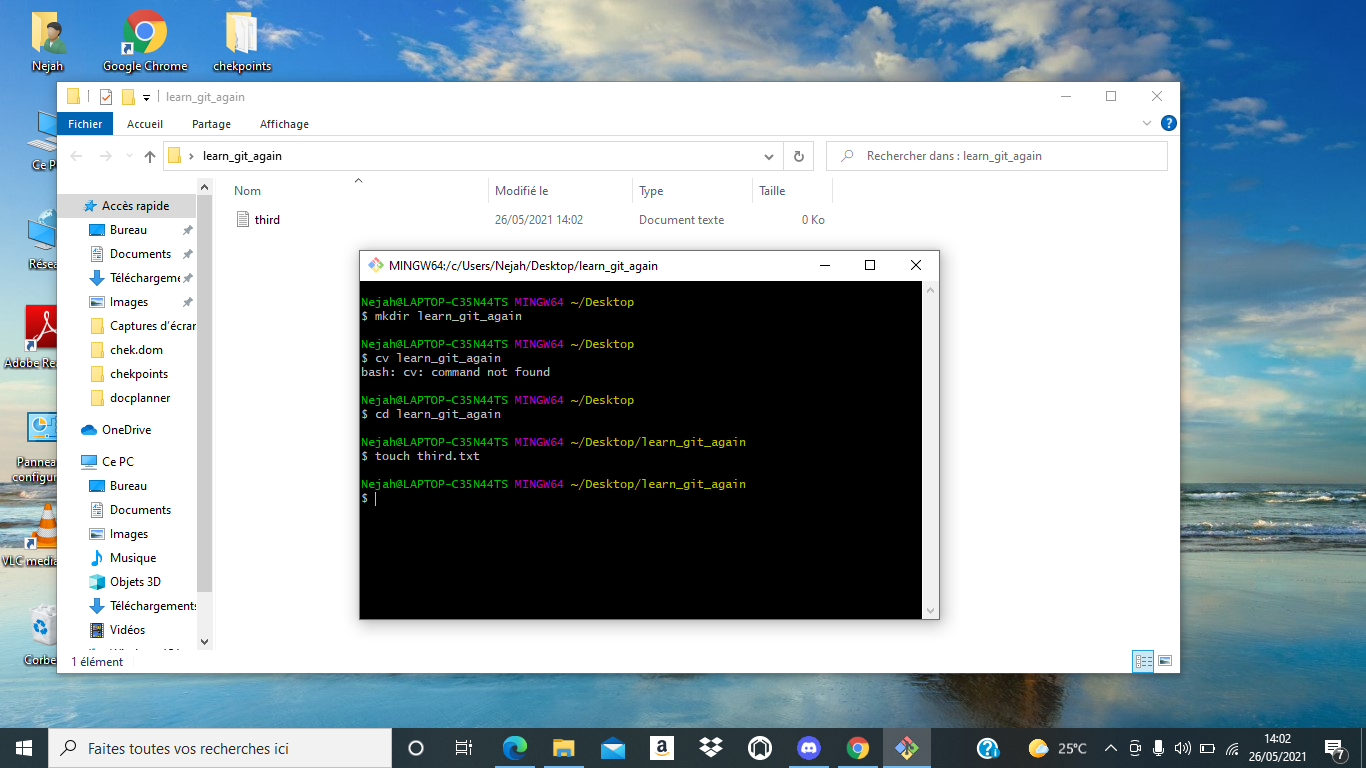 Nejah
Google Chrome
chekpoints
learn_git_again
Fichier Accueil Partage Affichage
learn_git_again
Rechercher dans : learn_git_again
Nom Modifié le Type Taille
third 26/05/2021 14:02 Document texte 0 Ko
Accès rapide
Bureau
Documents
Téléchargeme
Images
Captures d'écrar
chek.dom
chekpoints
docplanner
OneDrive
Ce PC
Bureau
Documents
Images
Musique
Objets 3D
Téléchargements
Vidéos
1 élément
Ce P
Résea
Adobe Re
Pannea
configur
VLC media
Corbe
MINGW64:/c/Users/Nejah/Desktop/learn_git_again
Nejah@LAPTOP-C35N44TS MINGW64 ~/Desktop
$ mkdir learn_git_again
Nejah@LAPTOP-C35N44TS MINGW64 ~/Desktop
$ cv learn_git_again
bash: cv: command not found
Nejah@LAPTOP-C35N44TS MINGW64 ~/Desktop
$ cd learn_git_again
Nejah@LAPTOP-C35N44TS MINGW64 ~/Desktop/learn_git_again
$ touch third.txt
Nejah@LAPTOP-C35N44TS MINGW64 ~/Desktop/learn_git_again
$
Faites toutes vos recherches ici
25°C
14:02
26/05/2021
7